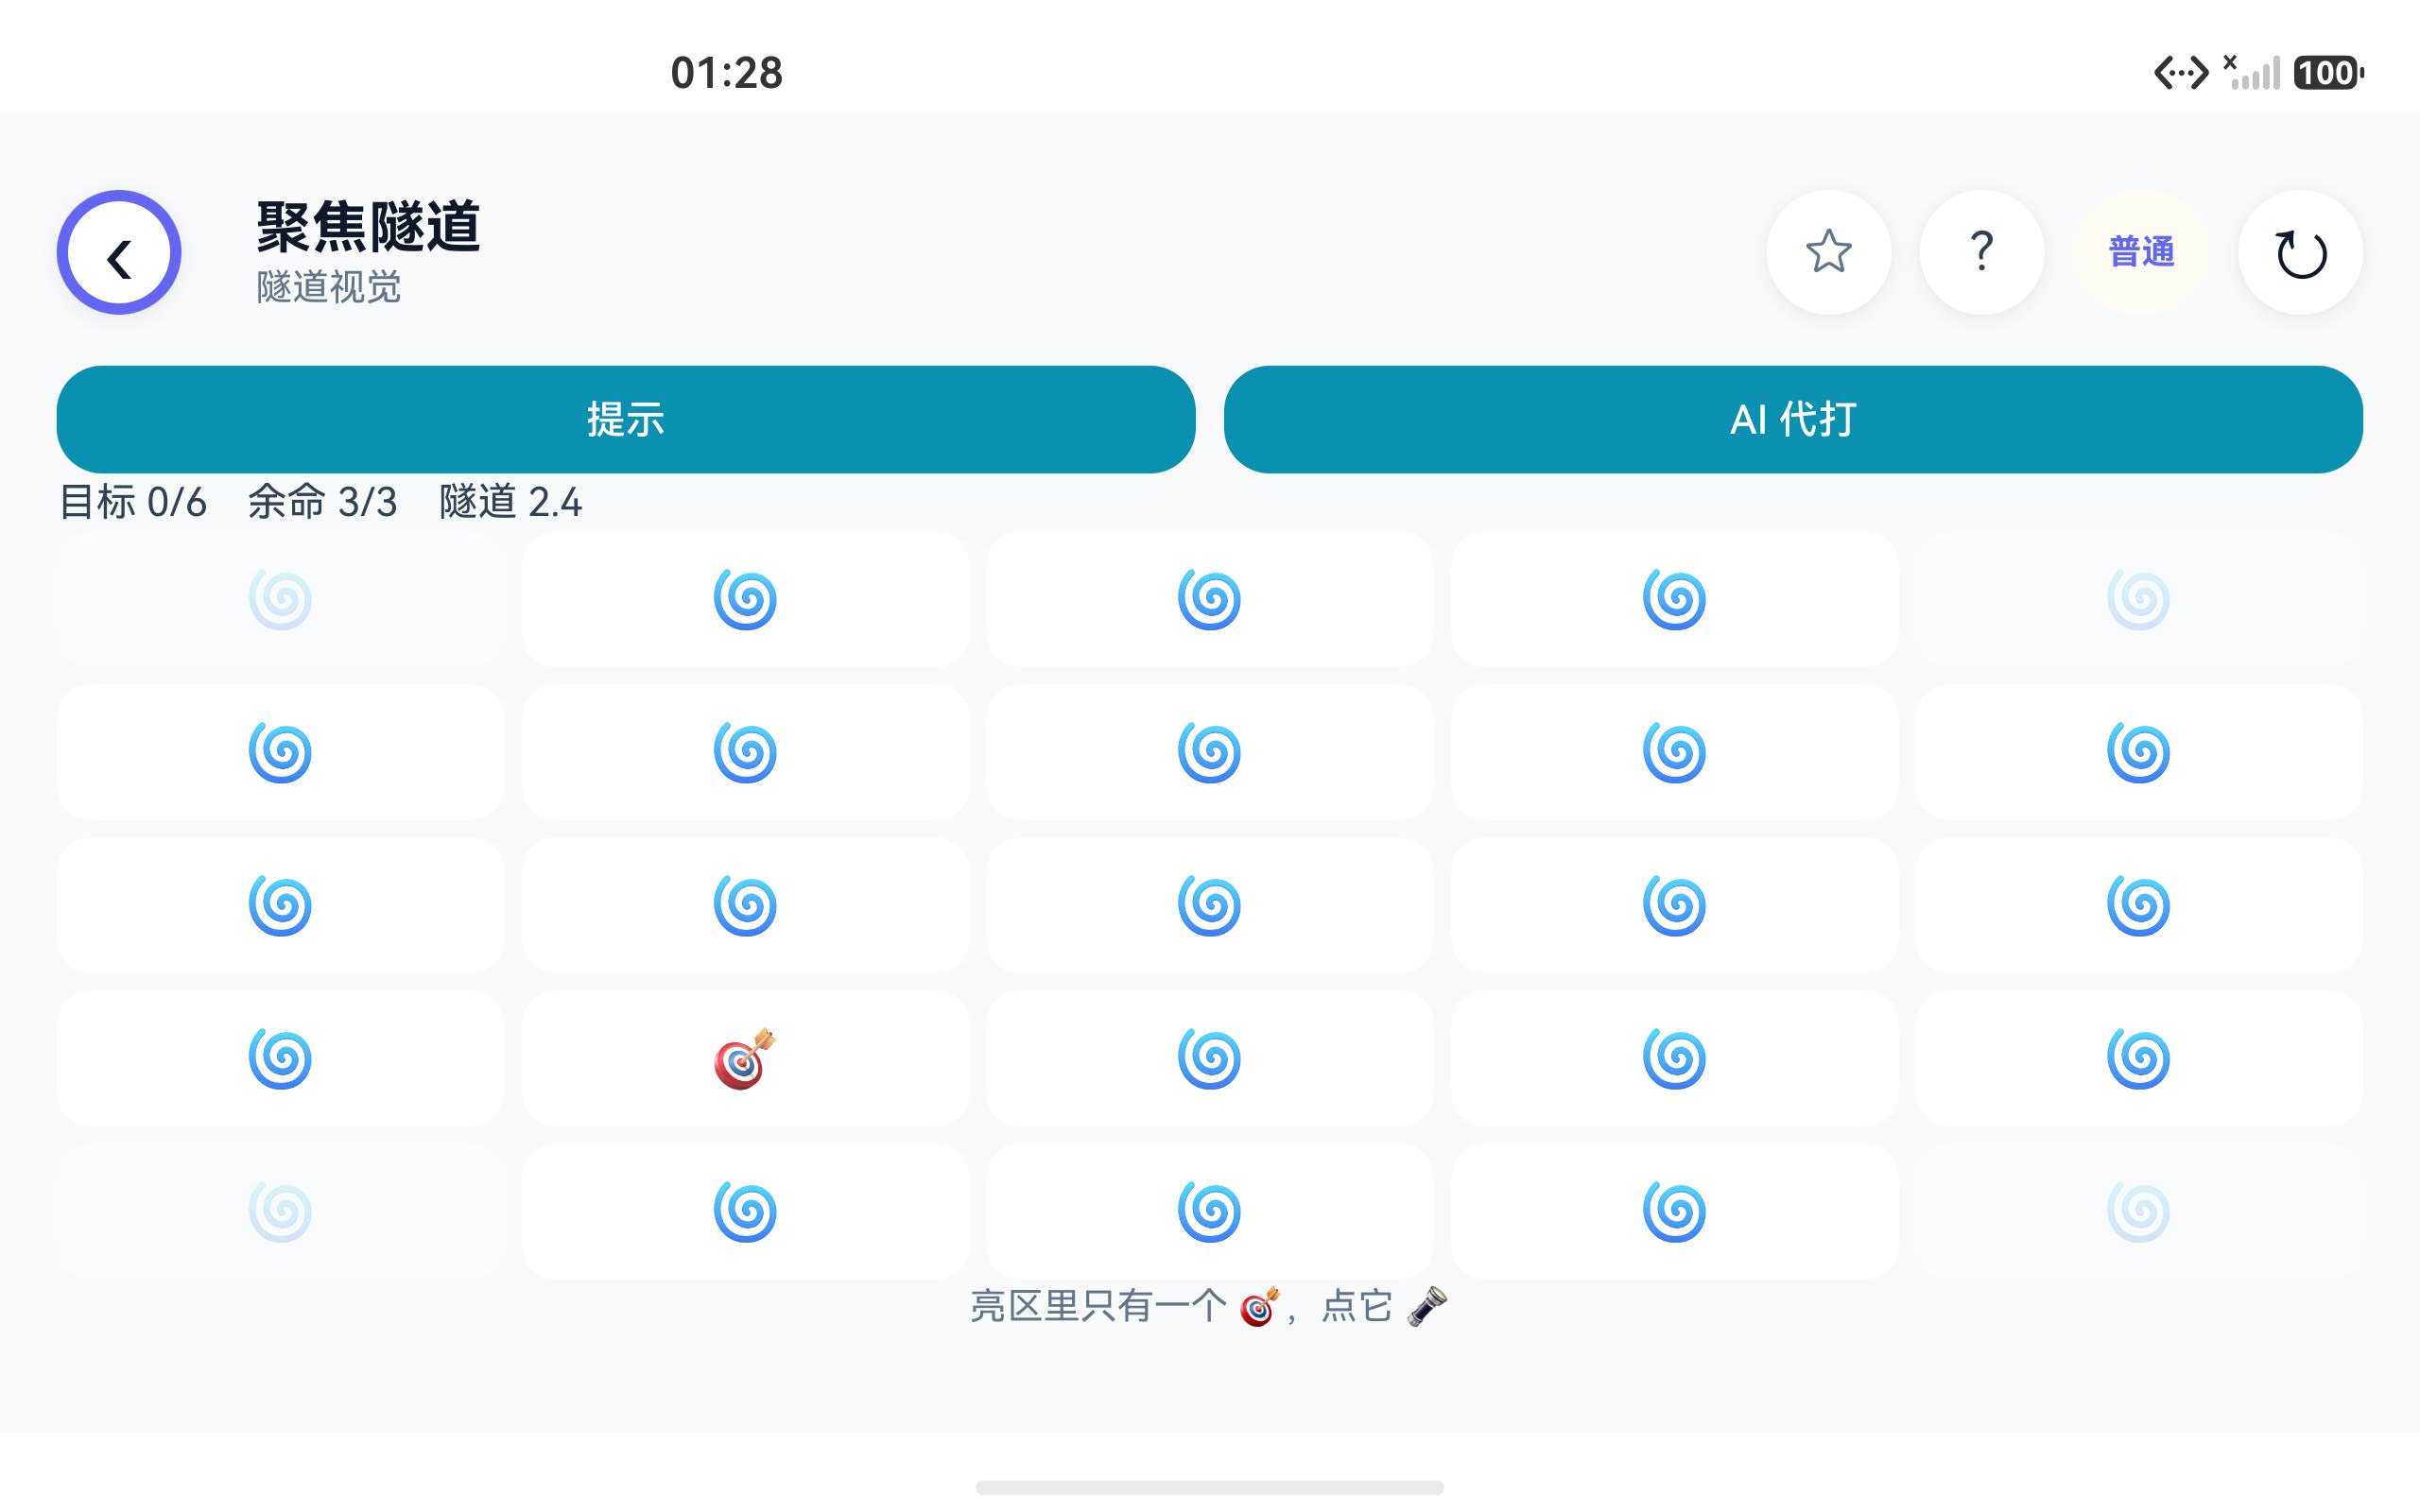 01:28
100
聚焦隧道
隧道视觉
?
普通
提示
AI 代打
目标 0/6 余命 3/3 隧道 2.4
亮区里只有一个 🎯，点它 🔦